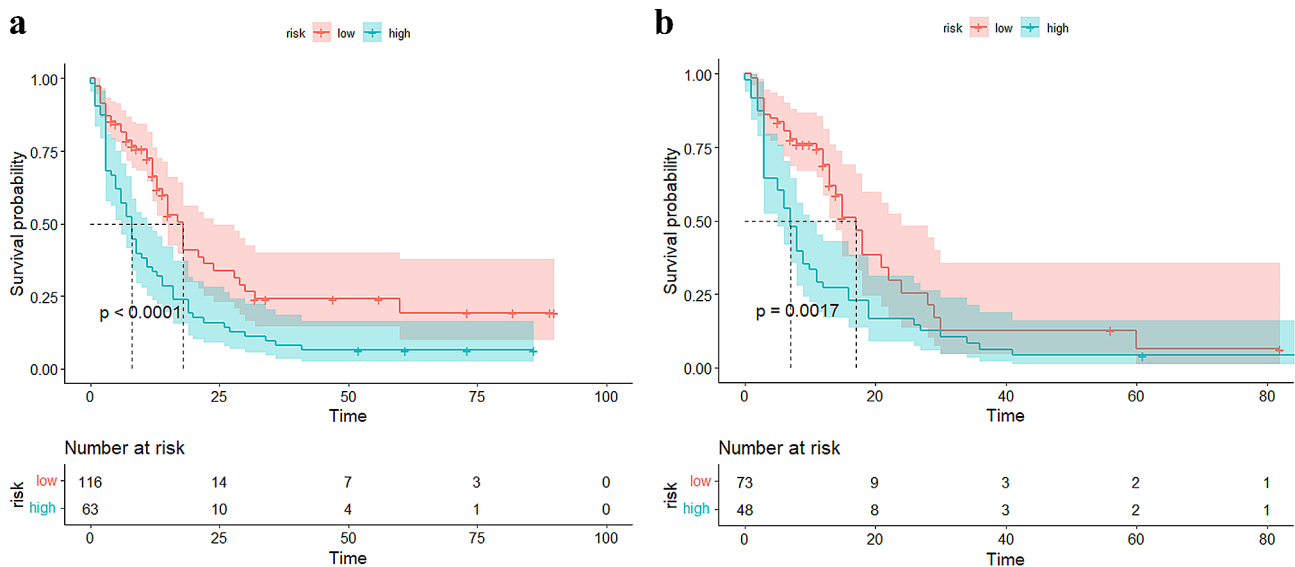 a
risk low high
1.00
0.75
0.50
0.25
0.00
Survival probability
p < 0.0001
0 25 50 75 100
Time
Number at risk
risk
low 116 14 7 3 0
high 63 10 4 1 0
0 25 50 75 100
Time
b
risk low high
1.00
0.75
0.50
0.25
0.00
Survival probability
p = 0.0017
0 20 40 60 80
Time
Number at risk
risk
low 73 9 3 2 1
high 48 8 3 2 1
0 20 40 60 80
Time